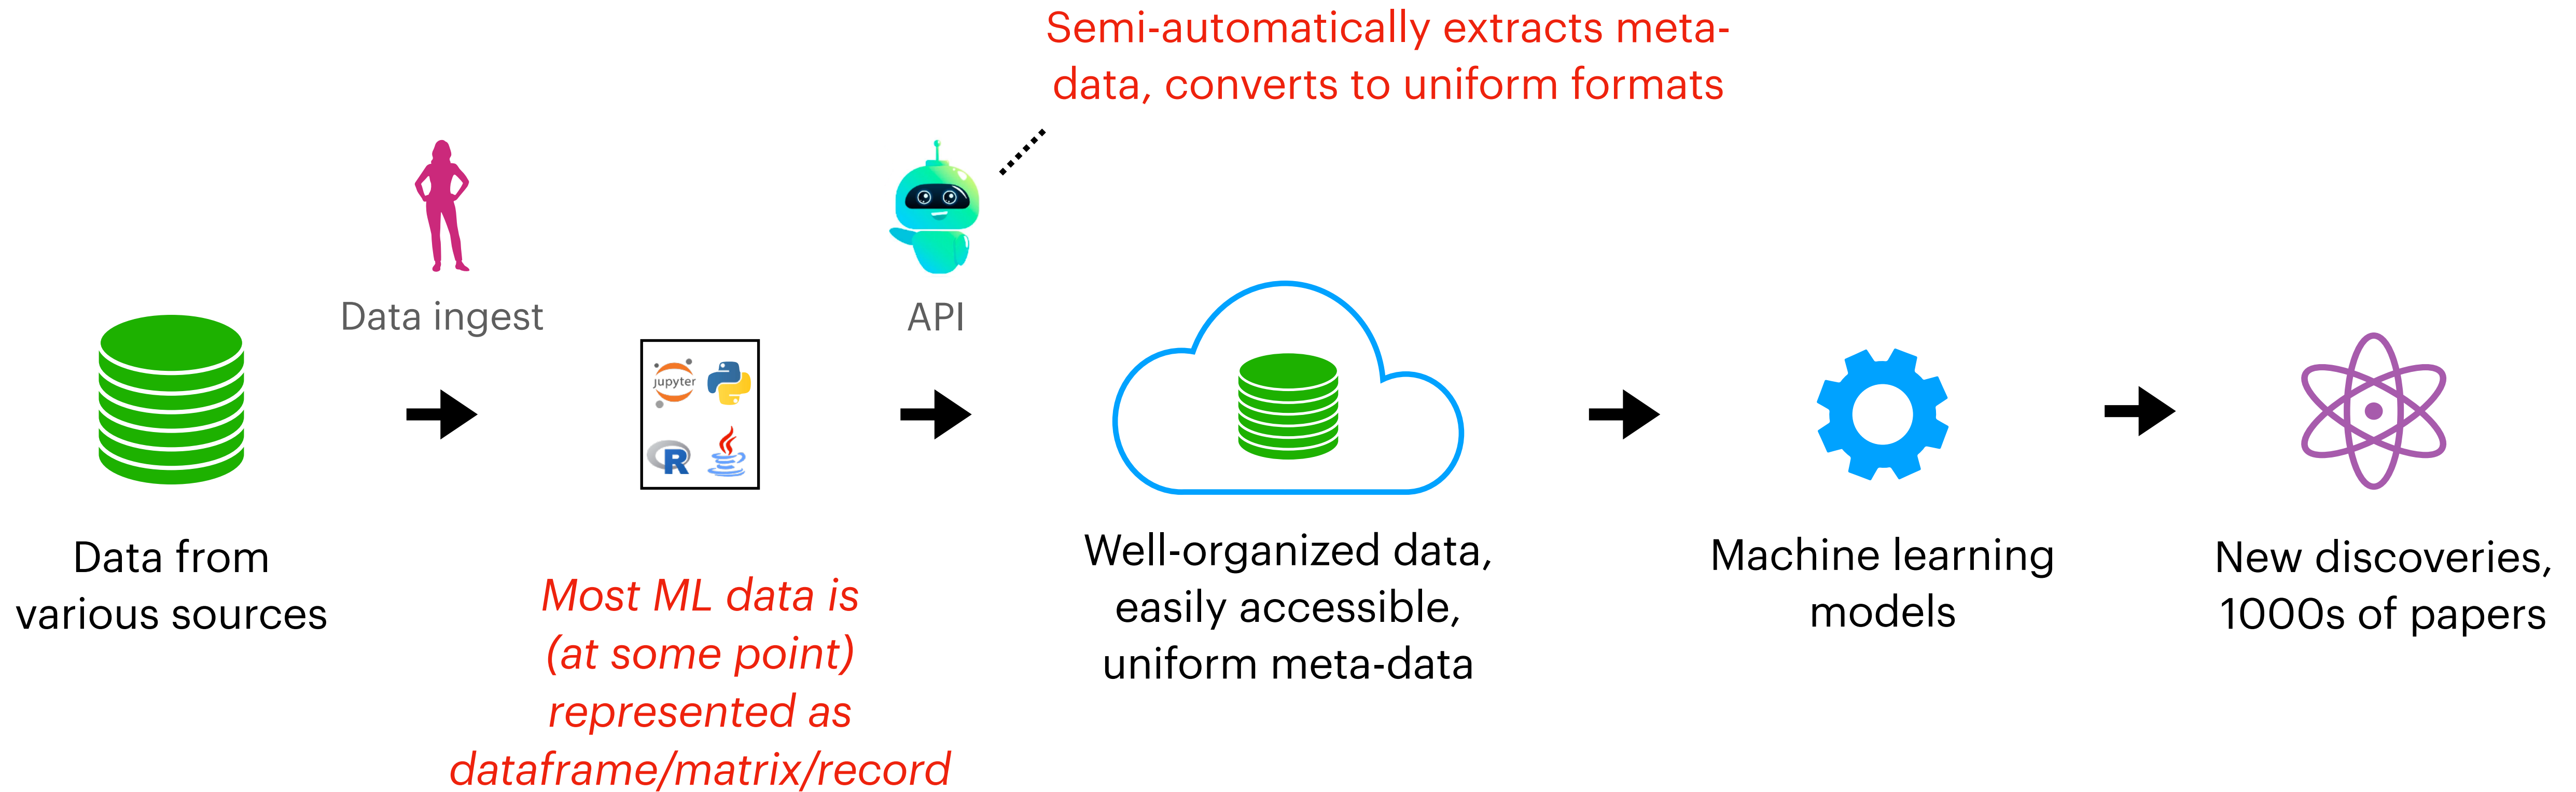 Semi-automatically extracts meta-
data, converts to uniform formats
Data ingest
API
jupyter
R
Data from
various sources
Most ML data is
(at some point)
represented as
dataframe/matrix/record
Well-organized data,
easily accessible,
uniform meta-data
Machine learning
models
New discoveries,
1000s of papers